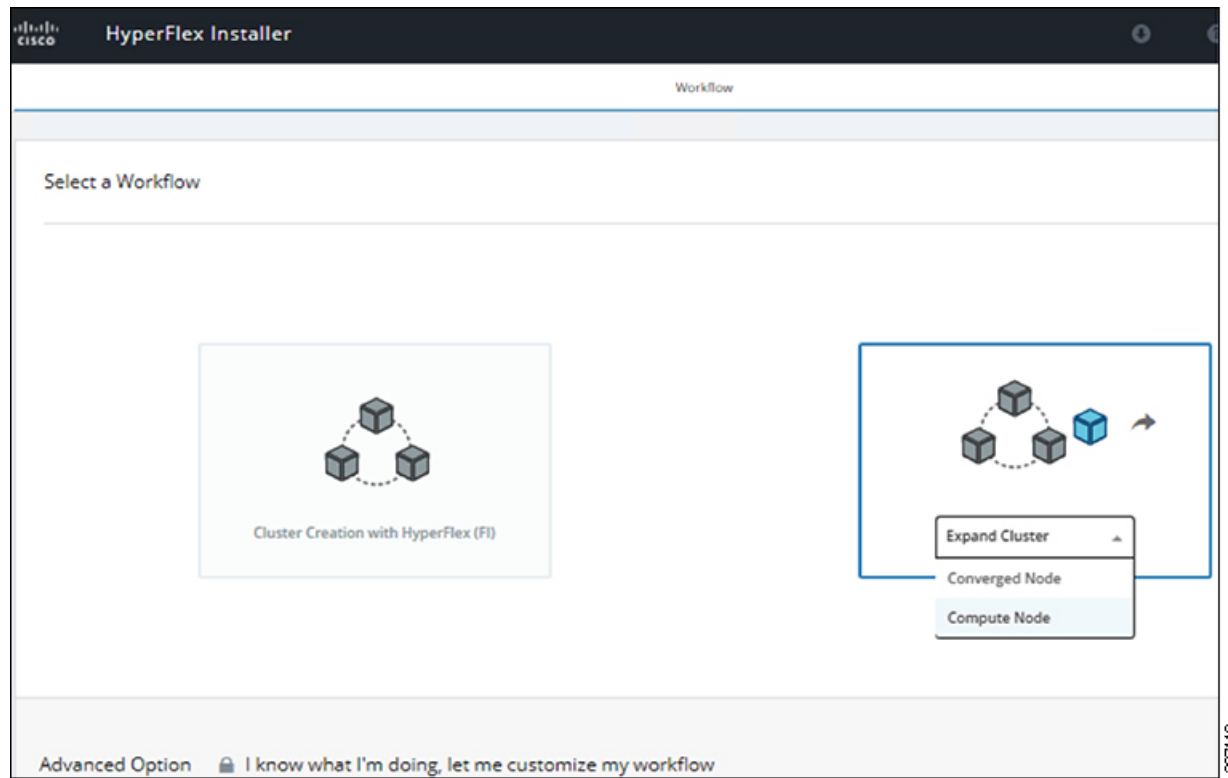 CISCO
HyperFlex Installer
Workflow
Select a Workflow
Cluster Creation with HyperFlex (FI)
Expand Cluster
Converged Node
Compute Node
Advanced Option I know what I'm doing, let me customize my workflow